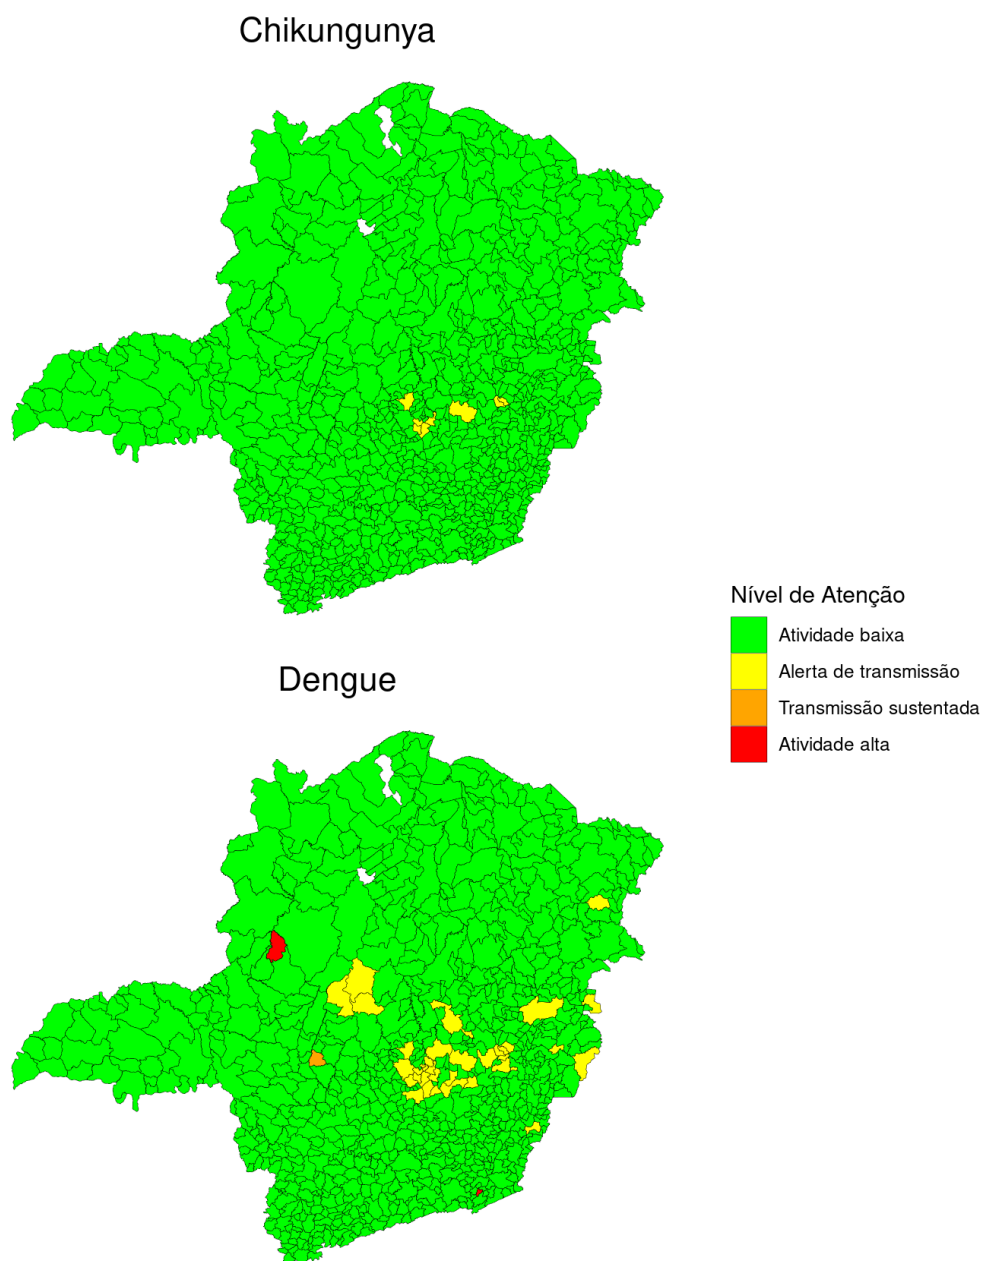 Chikungunya
Nível de Atenção
Atividade baixa
Alerta de transmissão
Transmissão sustentada
Atividade alta
Dengue